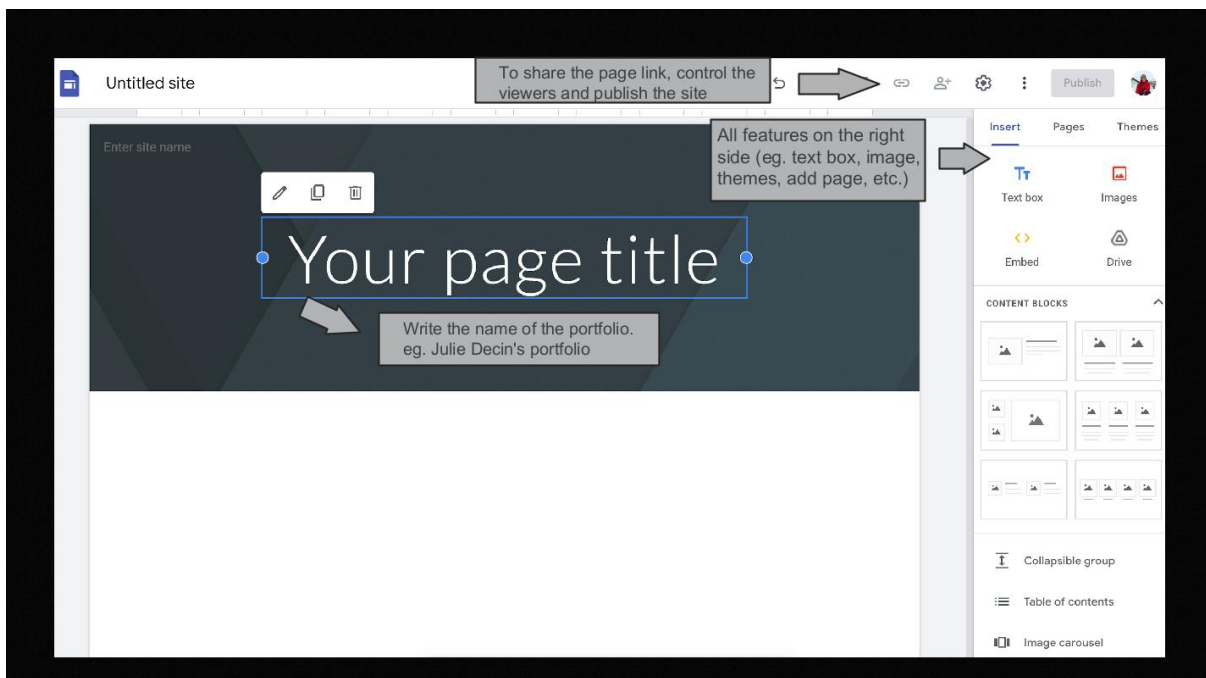 Untitled site
To share the page link, control the
viewers and publish the site
Publish
Insert Pages Themes
Enter site name
All features on the right
side (eg. text box, image,
themes, add page, etc.)
Text box Images
Embed Drive
Your page title
Write the name of the portfolio.
eg. Julie Decin's portfolio
CONTENT BLOCKS
Collapsible group
Table of contents
Image carousel